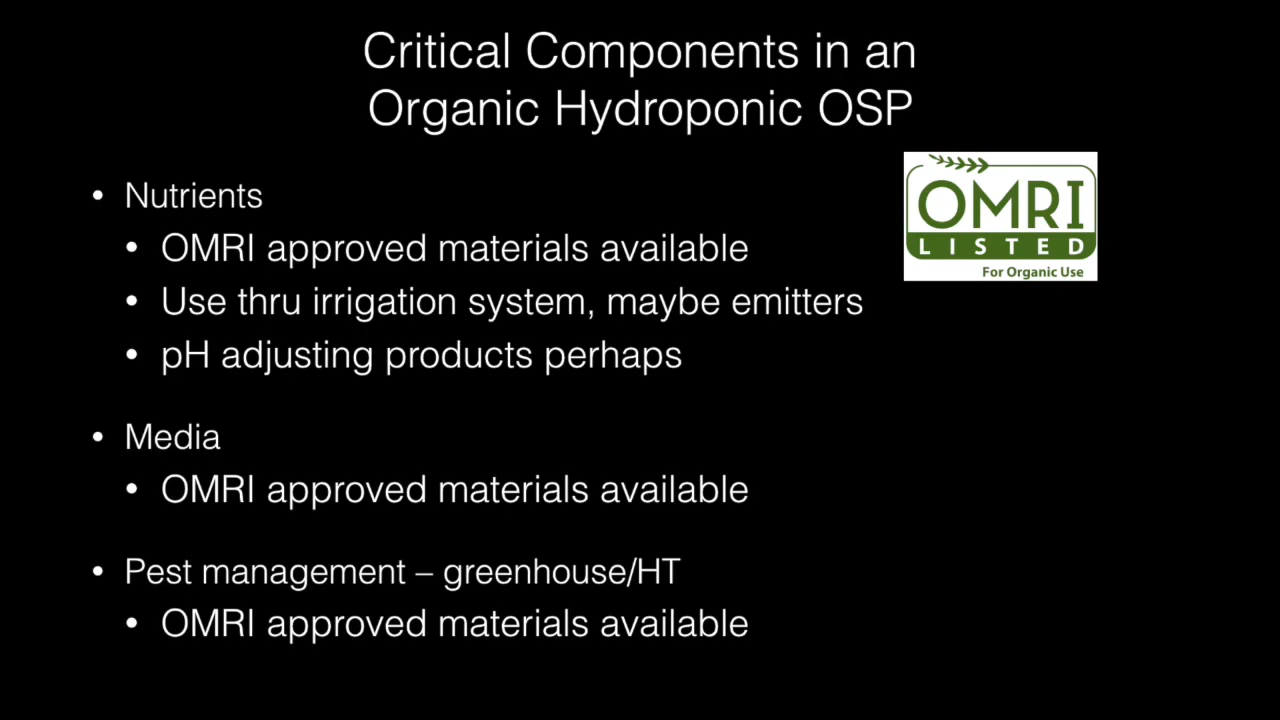 Critical Components in an
Organic Hydroponic OSP
• Nutrients
• OMRI approved materials available
• Use thru irrigation system, maybe emitters
• pH adjusting products perhaps
OMRI
LISTED
For Organic Use
• Media
• OMRI approved materials available
• Pest management – greenhouse/HT
• OMRI approved materials available